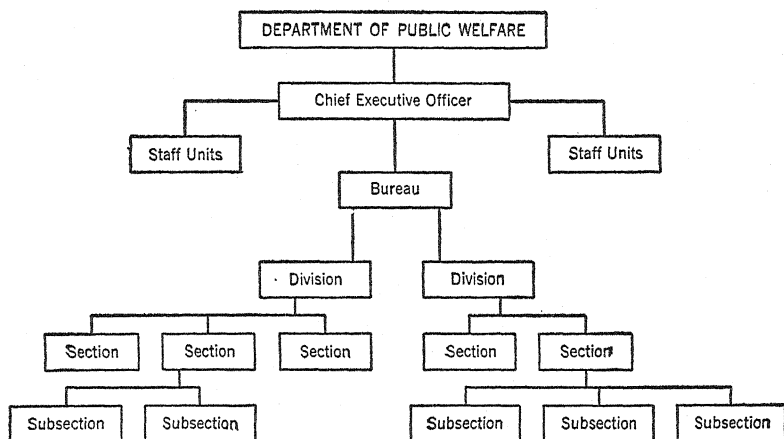 DEPARTMENT OF PUBLIC WELFARE
Chief Executive Officer
Staff Units
Staff Units
Bureau
Division
Division
Section
Section
Section
Section
Section
Subsection
Subsection
Subsection
Subsection
Subsection